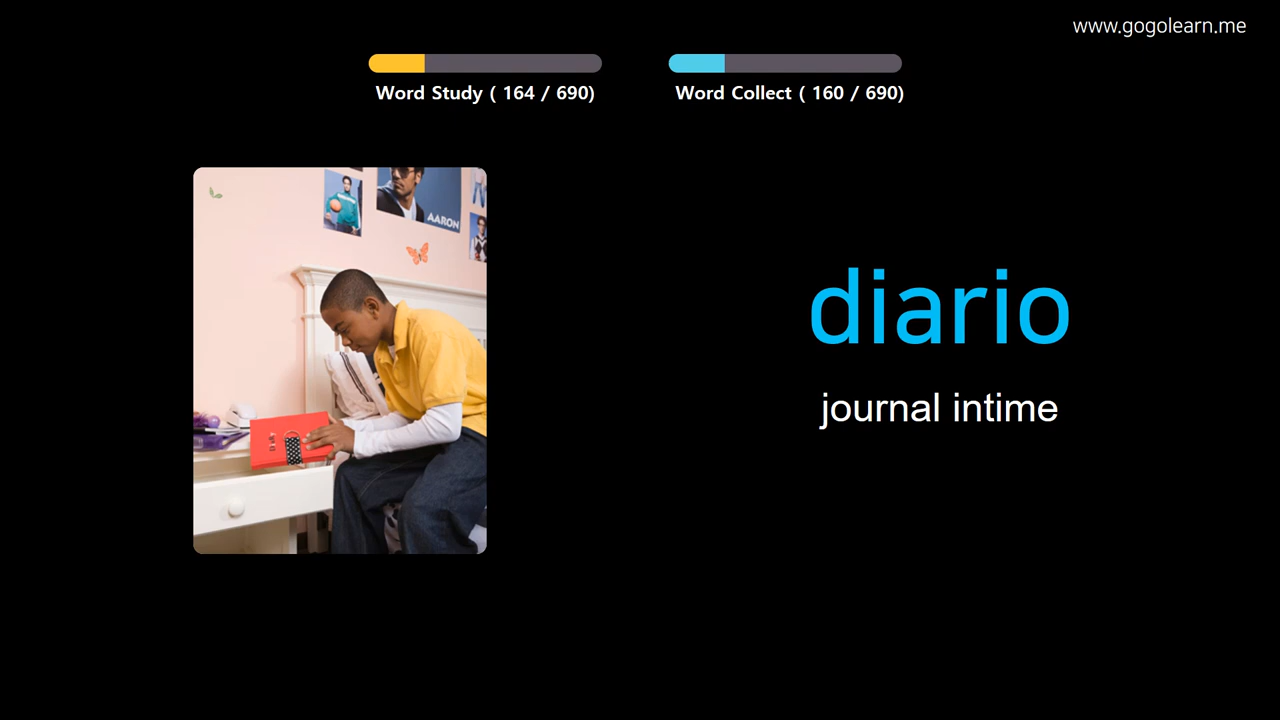 www.gogolearn.me
Word Study ( 164 / 690)
Word Collect ( 160 / 690)
AARON
diario
journal intime